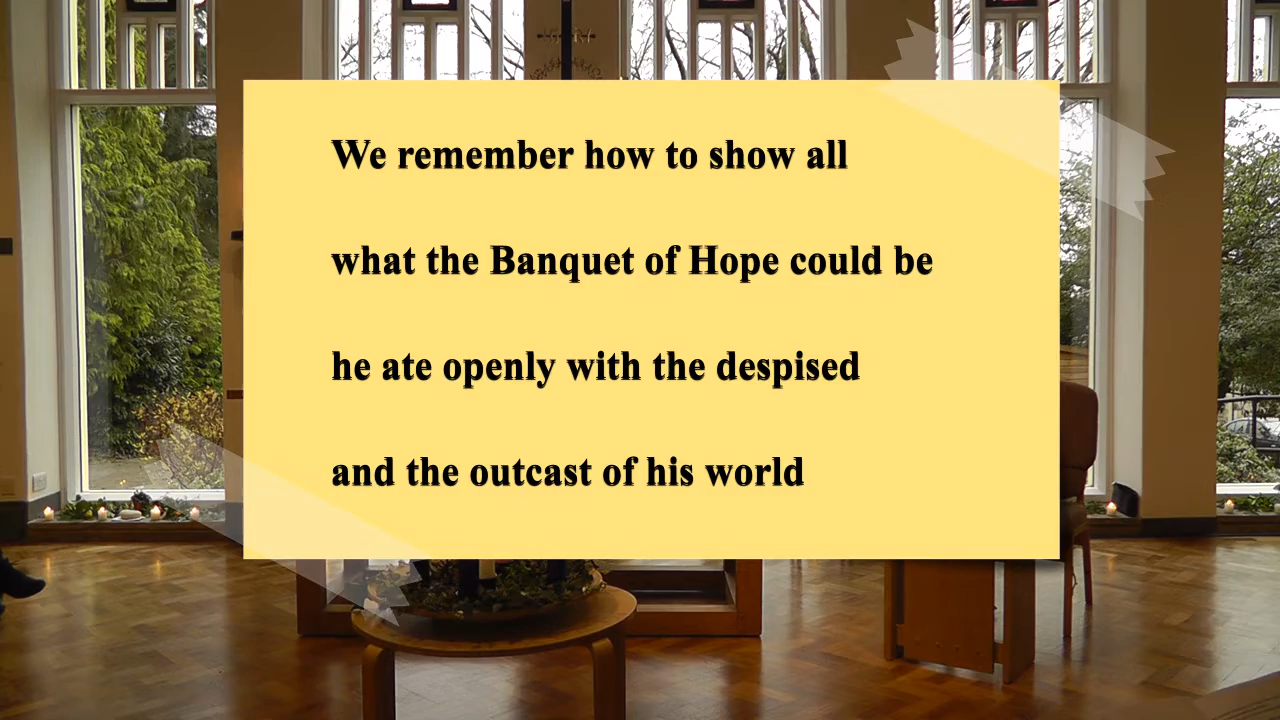 We remember how to show all
what the Banquet of Hope could be
he ate openly with the despised
and the outcast of his world